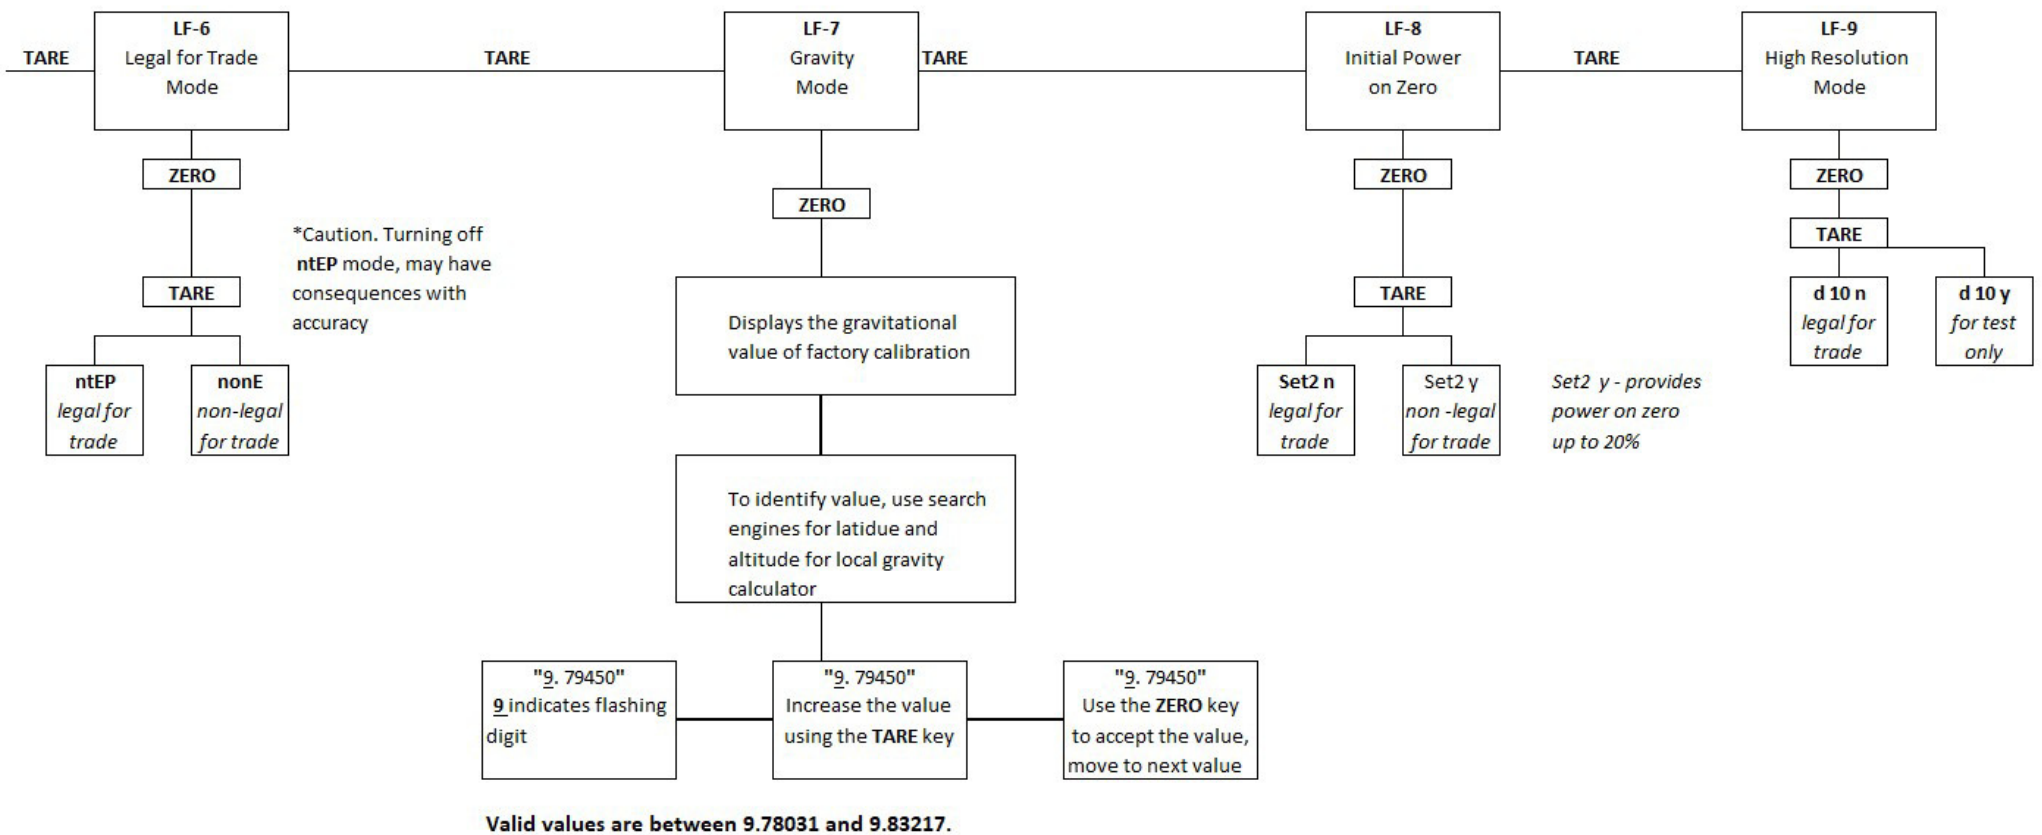 TARE
LF-6
Legal for Trade
Mode
TARE
LF-7
Gravity
Mode
TARE
LF-8
Initial Power
on Zero
TARE
LF-9
High Resolution
Mode
ZERO
TARE
ntEP
legal for
trade
nonE
non-legal
for trade
*Caution. Turning off
ntEP mode, may have
consequences with
accuracy
ZERO
Displays the gravitational
value of factory calibration
To identify value, use search
engines for latidue and
altitude for local gravity
calculator
"9. 79450"
9 indicates flashing
digit
"9. 79450"
Increase the value
using the TARE key
"9. 79450"
Use the ZERO key
to accept the value,
move to next value
Valid values are between 9.78031 and 9.83217.
ZERO
TARE
Set2 n
legal for
trade
Set2 y
non -legal
for trade
Set2 y - provides
power on zero
up to 20%
ZERO
TARE
d 10 n
legal for
trade
d 10 y
for test
only